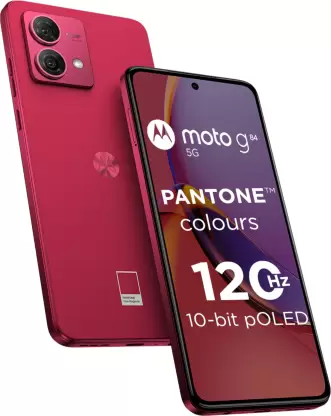 moto g84
5G
PANTONE™
colours
120Hz
10-bit pOLED